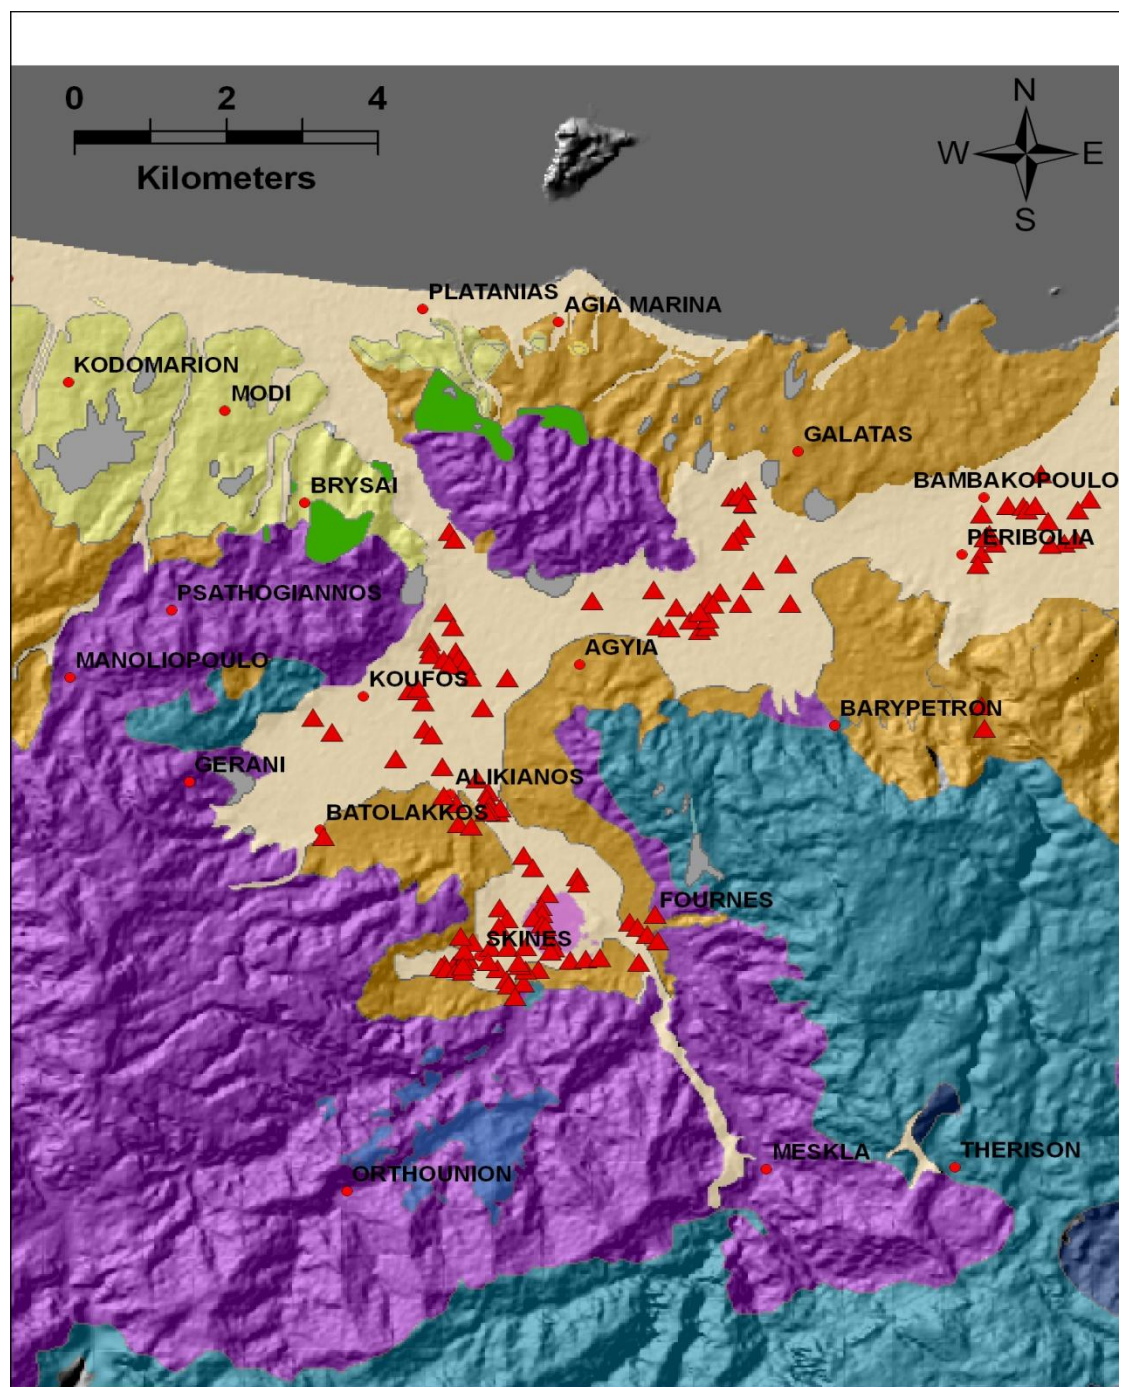 0 2 4
Kilometers
N
W E
S
PLATANIAS
AGIA MARINA
KODOMARION
MODI
GALATAS
BRYSAI
BAMBAKOPOULO
PERIBOLIA
PSATHOGIANNOS
MANOLIOPOULO
AGYIA
KOUFOS
BARYPETRON
GERANI
ALIKIANOS
BATOLAKKOS
FOURNES
SKINES
MESKLA
THERISON
ORTHOUNION